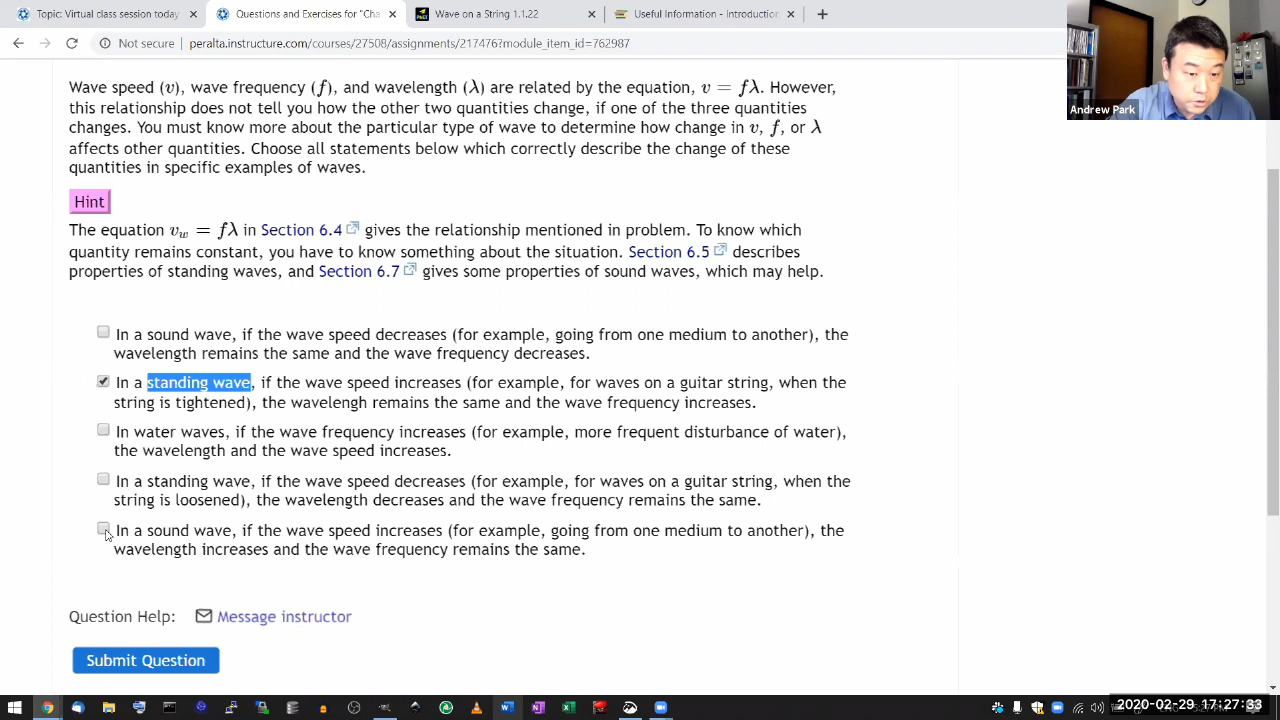 Topic: Virtual class session today
Questions and Exercises for "Cha
Wave on a String 1.1.22
Useful Information - Introduction
Not secure
peralta.instructure.com/courses/27508/assignments/217476?module_item_id=762987
Andrew Park
Wave speed (v), wave frequency (f), and wavelength (λ) are related by the equation, v = fλ. However,
this relationship does not tell you how the other two quantities change, if one of the three quantities
changes. You must know more about the particular type of wave to determine how change in v, f, or λ
affects other quantities. Choose all statements below which correctly describe the change of these
quantities in specific examples of waves.
Hint
The equation v_w = fλ in Section 6.4 gives the relationship mentioned in problem. To know which
quantity remains constant, you have to know something about the situation. Section 6.5 describes
properties of standing waves, and Section 6.7 gives some properties of sound waves, which may help.
In a sound wave, if the wave speed decreases (for example, going from one medium to another), the
wavelength remains the same and the wave frequency decreases.
In a standing wave, if the wave speed increases (for example, for waves on a guitar string, when the
string is tightened), the wavelengh remains the same and the wave frequency increases.
In water waves, if the wave frequency increases (for example, more frequent disturbance of water),
the wavelength and the wave speed increases.
In a standing wave, if the wave speed decreases (for example, for waves on a guitar string, when the
string is loosened), the wavelength decreases and the wave frequency remains the same.
In a sound wave, if the wave speed increases (for example, going from one medium to another), the
wavelength increases and the wave frequency remains the same.
Question Help:
Message instructor
Submit Question
2020-02-29 17:27:33